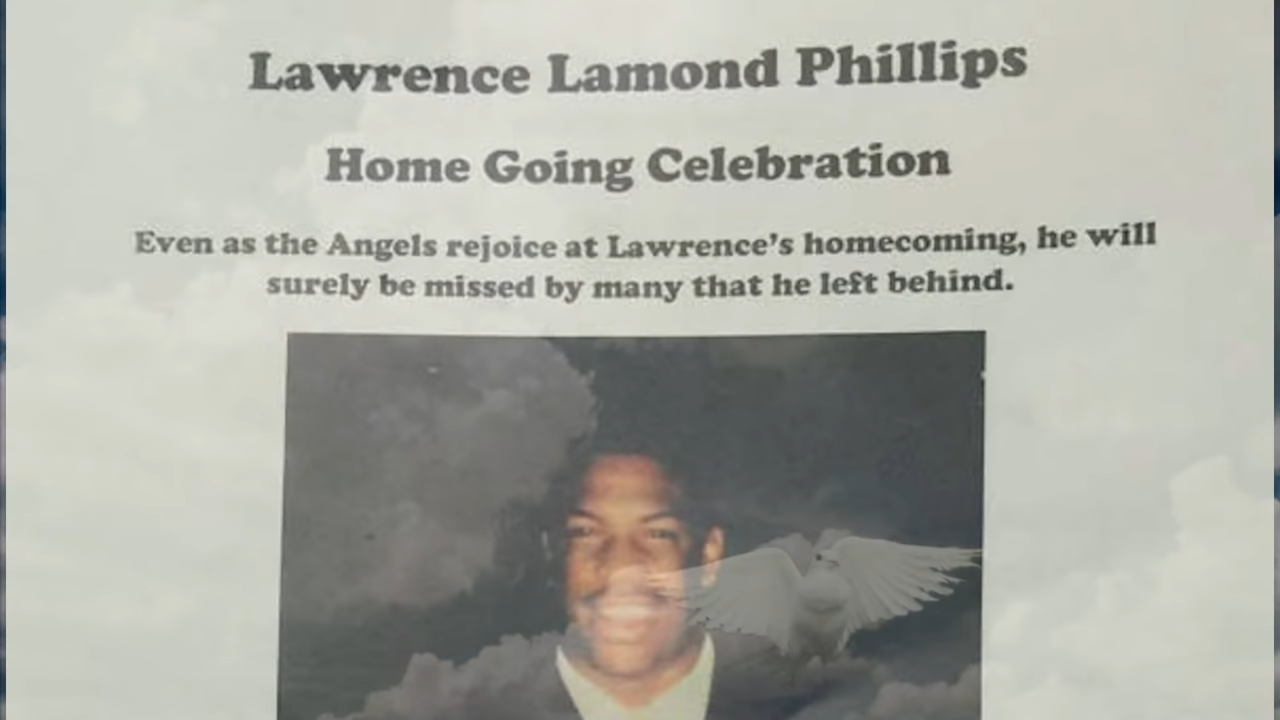 Lawrence Lamond Phillips
Home Going Celebration
Even as the Angels rejoice at Lawrence's homecoming, he will
surely be missed by many that he left behind.